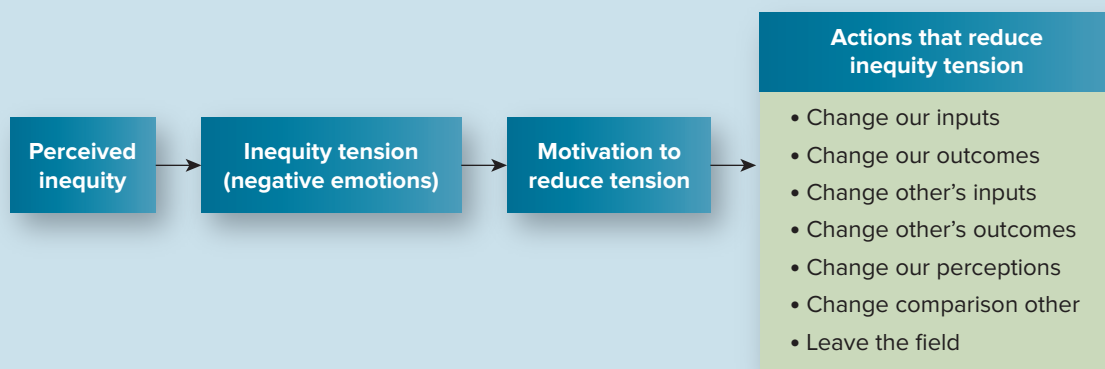 Perceived
inequity
Inequity tension
(negative emotions)
Motivation to
reduce tension
Actions that reduce
inequity tension
• Change our inputs
• Change our outcomes
• Change other’s inputs
• Change other’s outcomes
• Change our perceptions
• Change comparison other
• Leave the field